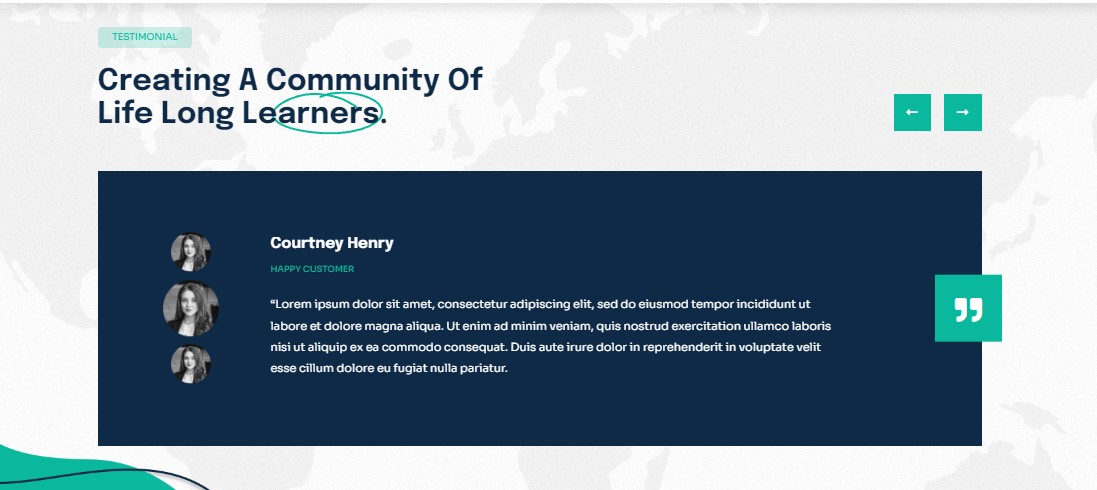 TESTIMONIAL
Creating A Community Of
Life Long Learners.
← →
Courtney Henry
HAPPY CUSTOMER
“Lorem ipsum dolor sit amet, consectetur adipiscing elit, sed do eiusmod tempor incididunt ut
labore et dolore magna aliqua. Ut enim ad minim veniam, quis nostrud exercitation ullamco laboris
nisi ut aliquip ex ea commodo consequat. Duis aute irure dolor in reprehenderit in voluptate velit
esse cillum dolore eu fugiat nulla pariatur.
”